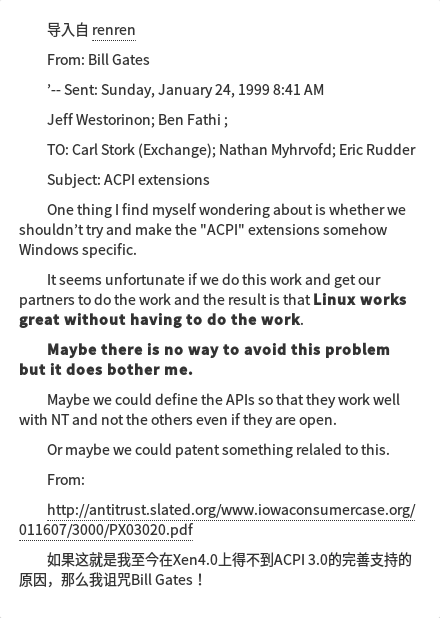 导入自 renren
From: Bill Gates
’-- Sent: Sunday, January 24, 1999 8:41 AM
Jeff Westorinon; Ben Fathi ;
TO: Carl Stork (Exchange); Nathan Myhrvofd; Eric Rudder
Subject: ACPI extensions
One thing I find myself wondering about is whether we
shouldn’t try and make the "ACPI" extensions somehow
Windows specific.
It seems unfortunate if we do this work and get our
partners to do the work and the result is that Linux works
great without having to do the work.
Maybe there is no way to avoid this problem
but it does bother me.
Maybe we could define the APIs so that they work well
with NT and not the others even if they are open.
Or maybe we could patent something relaled to this.
From:
http://antitrust.slated.org/www.iowaconsumercase.org/
011607/3000/PX03020.pdf
如果这就是我至今在Xen4.0上得不到ACPI 3.0的完善支持的
原因，那么我诅咒Bill Gates！